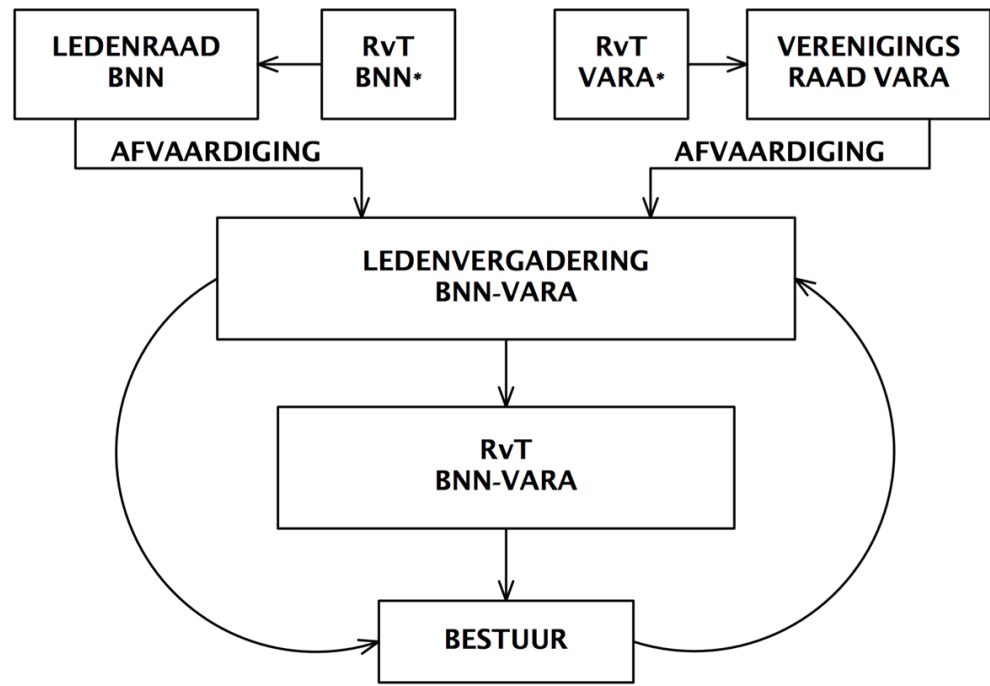 LEDENRAAD
BNN
RvT
BNN*
RvT
VARA*
VERENIGINGS
RAAD VARA
AFVAARDIGING
AFVAARDIGING
LEDENVERGADERING
BNN-VARA
RvT
BNN-VARA
BESTUUR